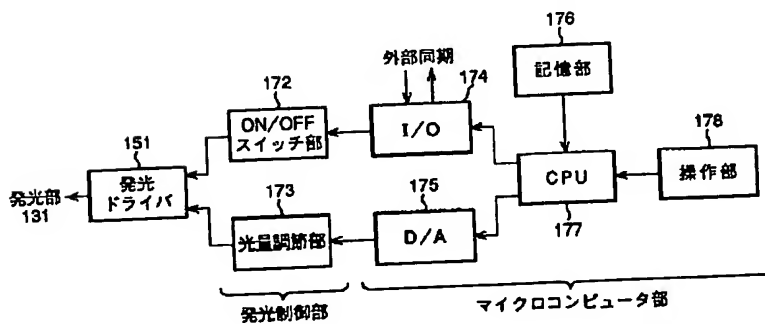 176
記憶部
外部同期
174
172
ON/OFF
スイッチ部
I/O
178
151
操作部
CPU
発光
ドライバ
発光部
131
173
175
177
光量調節部
D/A
発光制御部
マイクロコンピュータ部